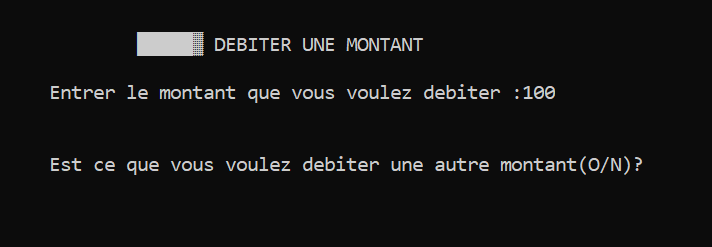 █████▓ DEBITER UNE MONTANT
Entrer le montant que vous voulez debiter :100
Est ce que vous voulez debiter une autre montant(O/N)?